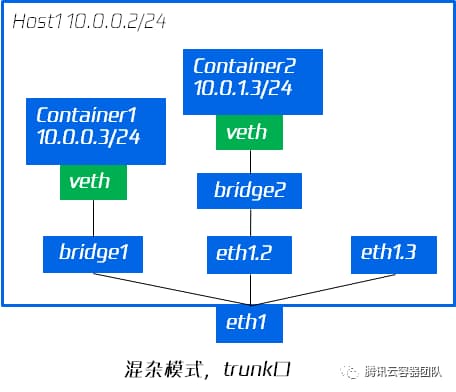 Host1 10.0.0.2/24
Container2
10.0.1.3/24
veth
Container1
10.0.0.3/24
veth
bridge2
bridge1
eth1.2
eth1.3
eth1
混杂模式，trunk口
腾讯云容器团队